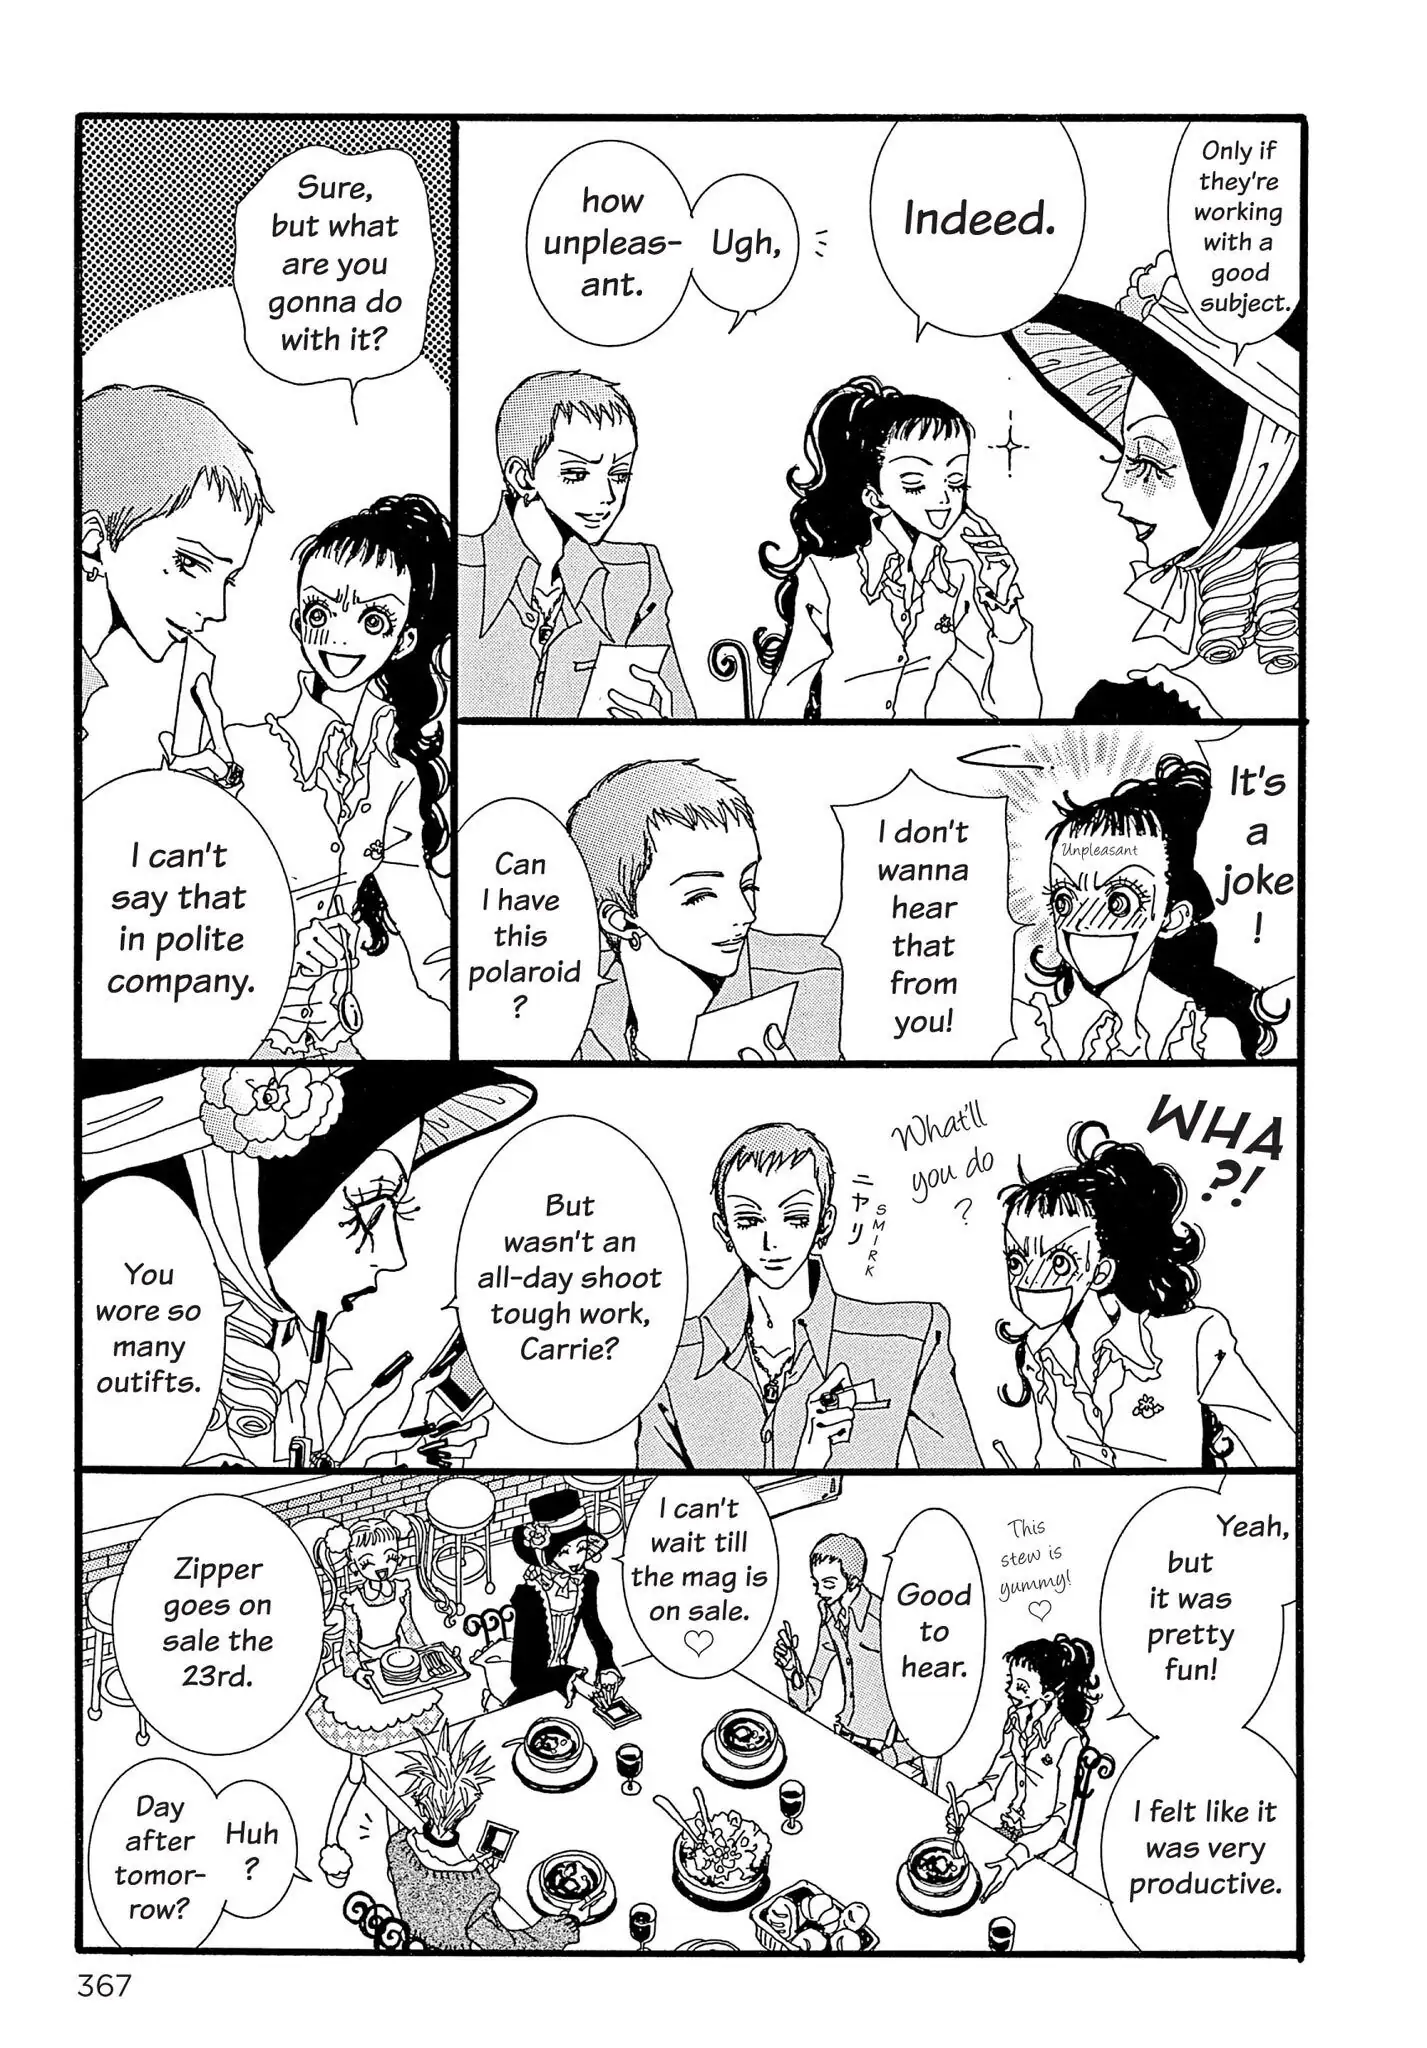 Only if
they're
working
with a
good
subject.
Indeed.
Ugh,
how
unpleas-
ant.
It's
a
joke
!
Unpleasant
I don't
wanna
hear
that
from
you!
Can
I have
this
polaroid
?
Sure,
but what
are you
gonna do
with it?
I can't
say that
in polite
company.
WHA
?!
What'll
you do
?
ニヤリ
SMIRK
But
wasn't an
all-day shoot
tough work,
Carrie?
You
wore so
many
outifts.
Yeah,
but
it was
pretty
fun!
I felt like it
was very
productive.
This
stew is
yummy!
♡
Good
to
hear.
I can't
wait till
the mag is
on sale.
♡
Zipper
goes on
sale the
23rd.
Huh
?
Day
after
tomor-
row?
367